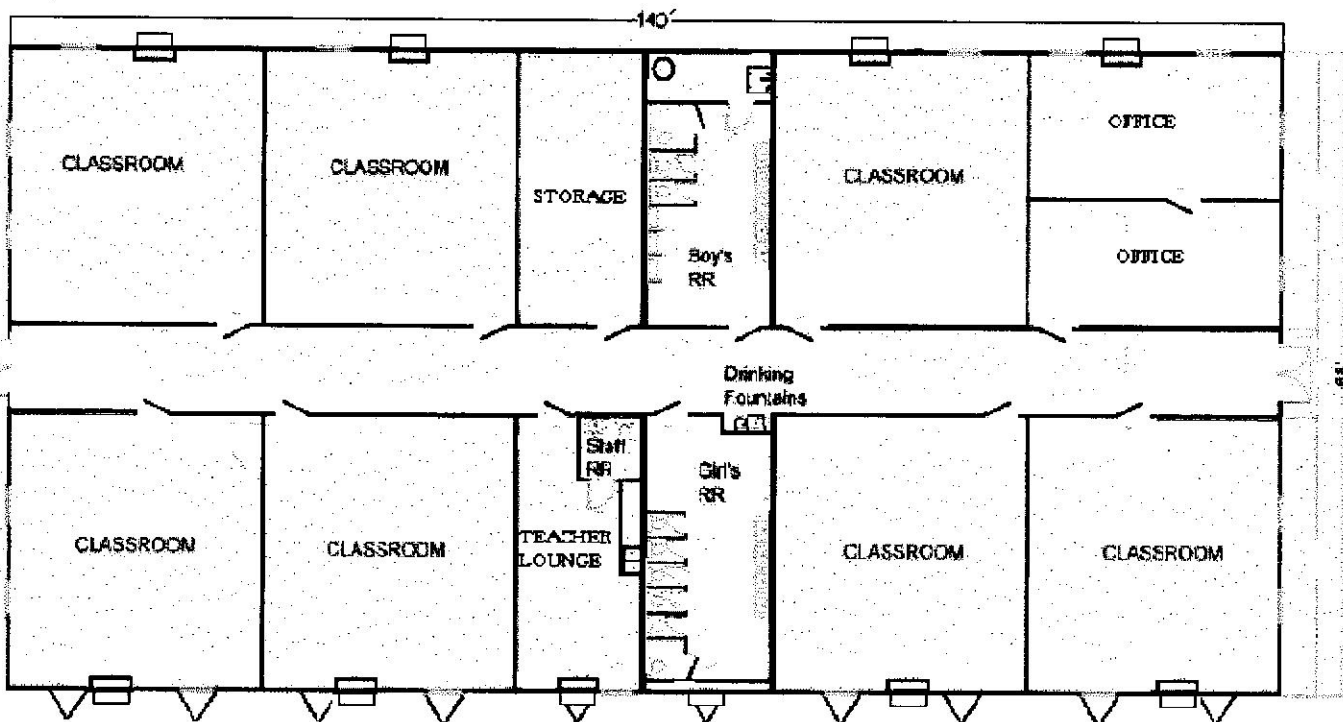 140'
OFFICE
CLASSROOM
CLASSROOM
CLASSROOM
STORAGE
Boy's
RR
OFFICE
Drinking
Fountains
Staff
RR
Girl's
RR
CLASSROOM
CLASSROOM
TEACHER
LOUNGE
CLASSROOM
CLASSROOM